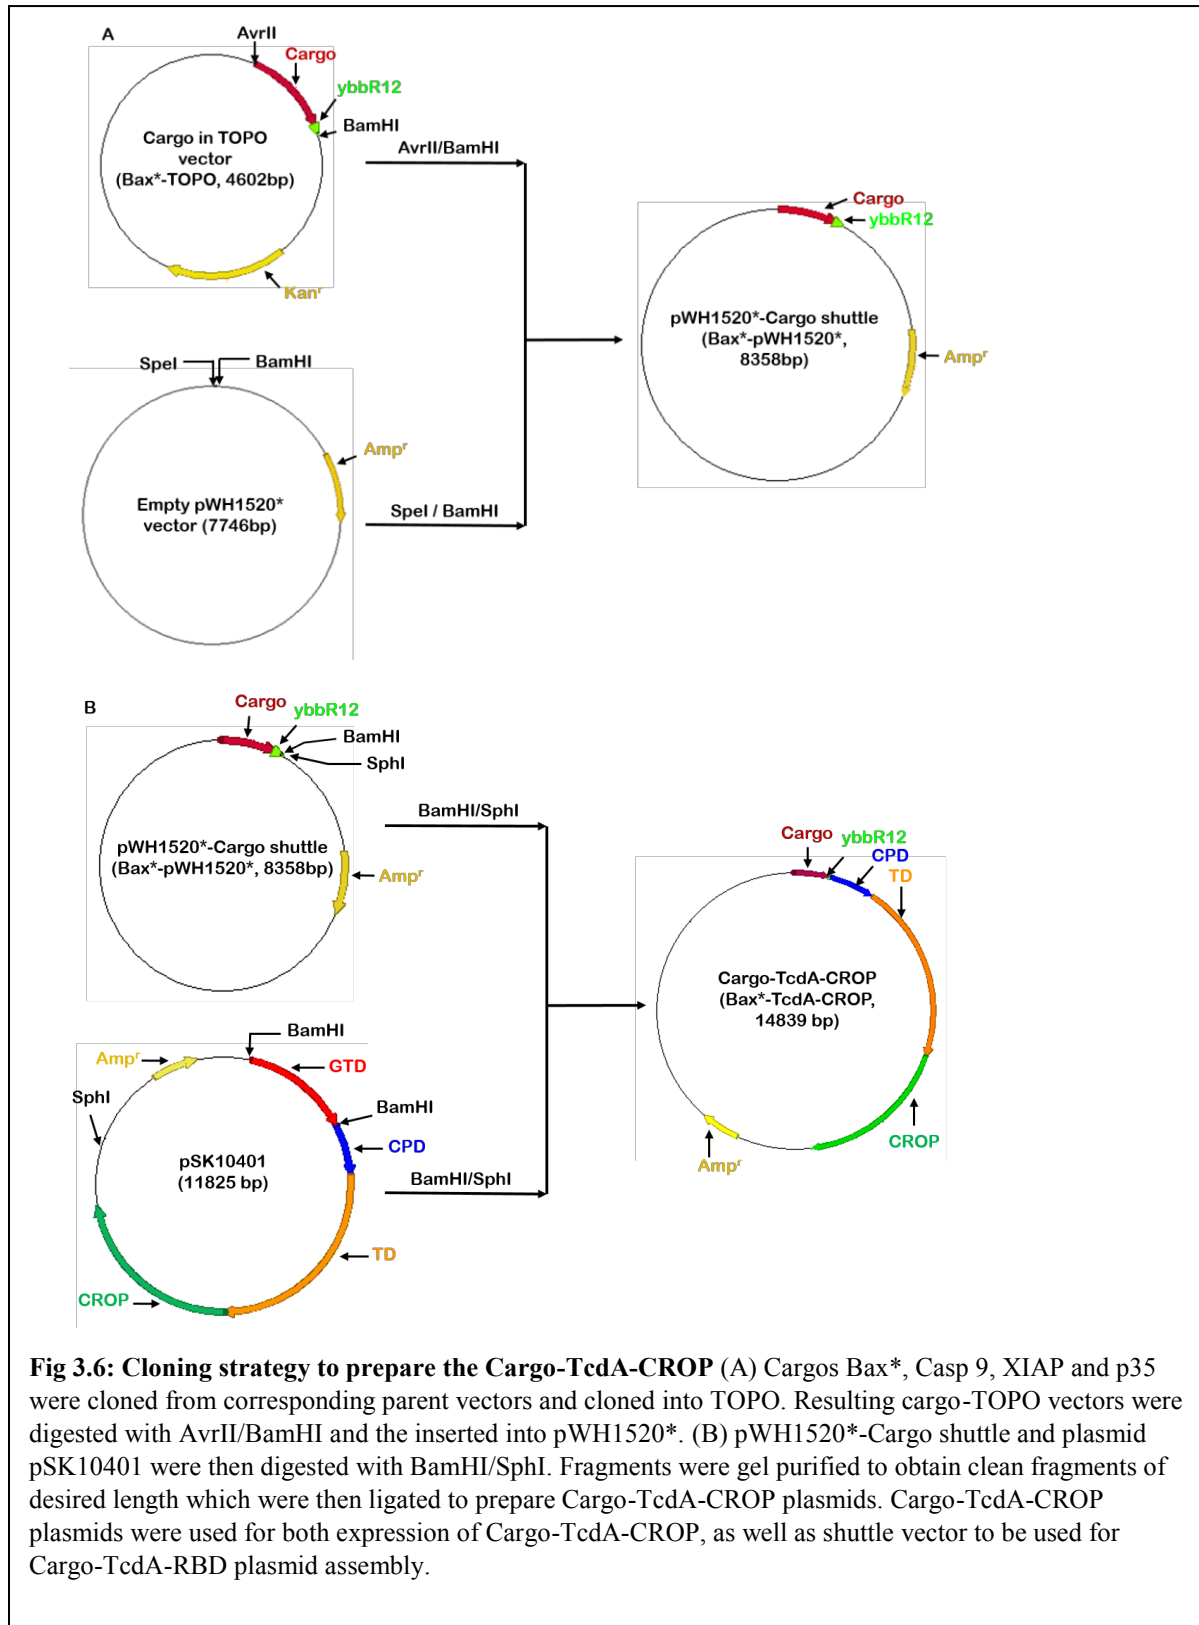 A
AvrII
Cargo
ybbR12
BamHI
Cargo in TOPO
vector
(Bax*-TOPO, 4602bp)
Kanʳ
AvrII/BamHI
SpeI
BamHI
Ampʳ
Empty pWH1520*
vector (7746bp)
SpeI / BamHI
Cargo
ybbR12
pWH1520*-Cargo shuttle
(Bax*-pWH1520*,
8358bp)
Ampʳ
B
Cargo
ybbR12
BamHI
SphI
pWH1520*-Cargo shuttle
(Bax*-pWH1520*, 8358bp)
Ampʳ
BamHI/SphI
BamHI
Ampʳ
GTD
SphI
BamHI
CPD
pSK10401
(11825 bp)
BamHI/SphI
TD
CROP
Cargo
ybbR12
CPD
TD
Cargo-TcdA-CROP
(Bax*-TcdA-CROP,
14839 bp)
CROP
Ampʳ
Fig 3.6: Cloning strategy to prepare the Cargo-TcdA-CROP (A) Cargos Bax*, Casp 9, XIAP and p35
were cloned from corresponding parent vectors and cloned into TOPO. Resulting cargo-TOPO vectors were
digested with AvrII/BamHI and the inserted into pWH1520*. (B) pWH1520*-Cargo shuttle and plasmid
pSK10401 were then digested with BamHI/SphI. Fragments were gel purified to obtain clean fragments of
desired length which were then ligated to prepare Cargo-TcdA-CROP plasmids. Cargo-TcdA-CROP
plasmids were used for both expression of Cargo-TcdA-CROP, as well as shuttle vector to be used for
Cargo-TcdA-RBD plasmid assembly.